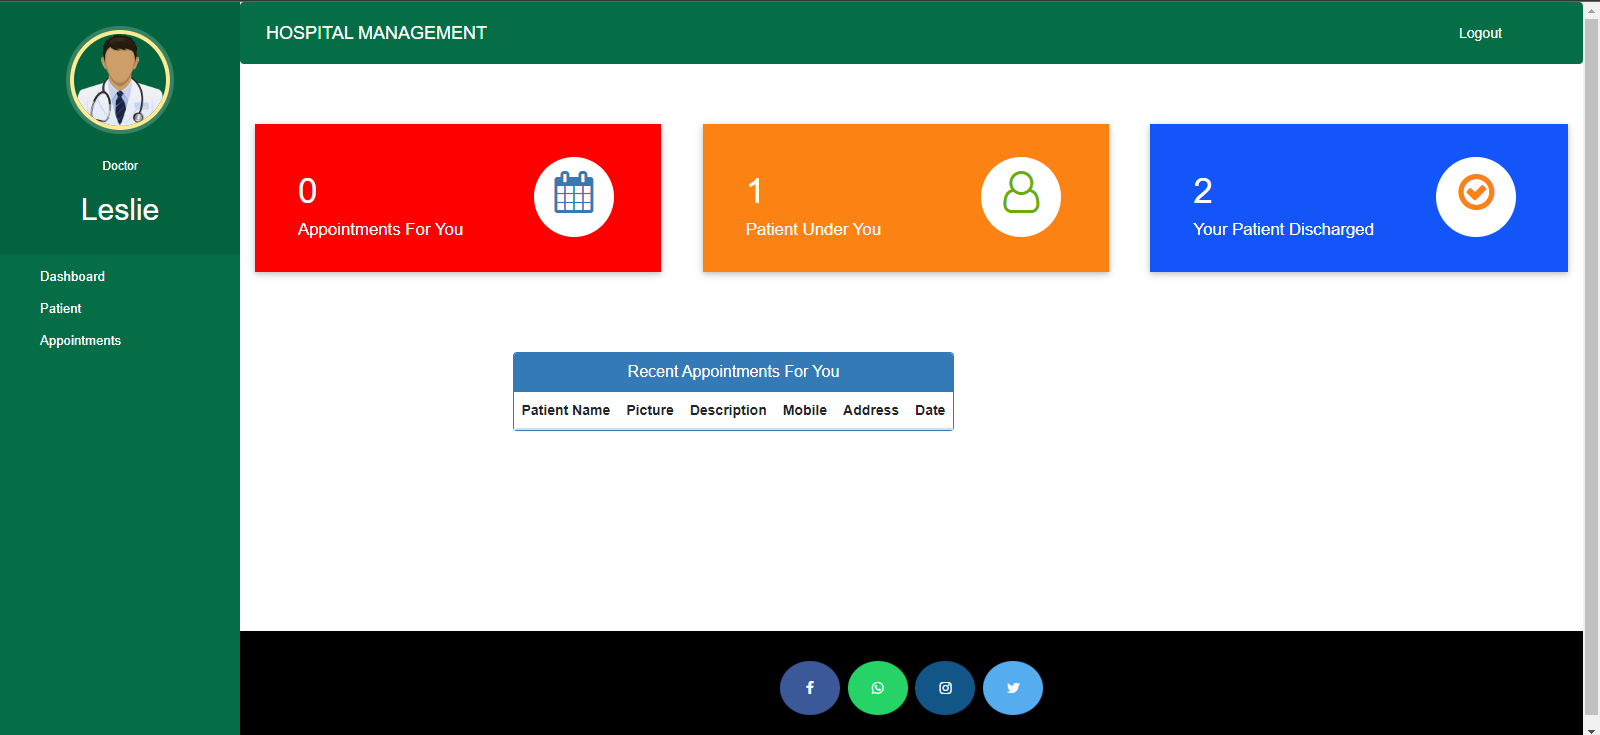 HOSPITAL MANAGEMENT
Logout
Doctor
Leslie
Dashboard
Patient
Appointments
0
Appointments For You
1
Patient Under You
2
Your Patient Discharged
Recent Appointments For You
Patient Name Picture Description Mobile Address Date